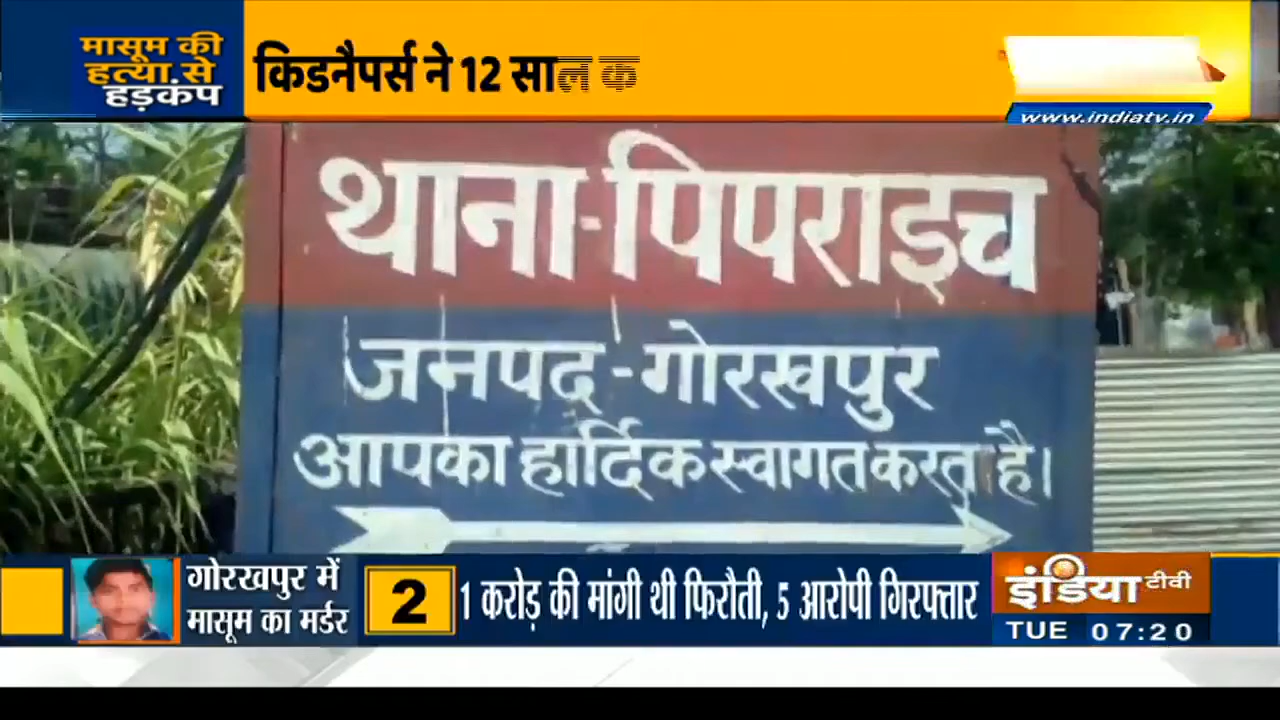 मासूम की
हत्या से
हड़कंप
किडनैपर्स ने 12 साल क
www.indiatv.in
थाना-पिपराइच
जनपद-गोरखपुर
आपका हार्दिक स्वागत करता है।
गोरखपुर में
मासूम का मर्डर
2
1 करोड़ की मांगी थी फिरौती, 5 आरोपी गिरफ्तार
इंडिया टीवी
TUE 07:20